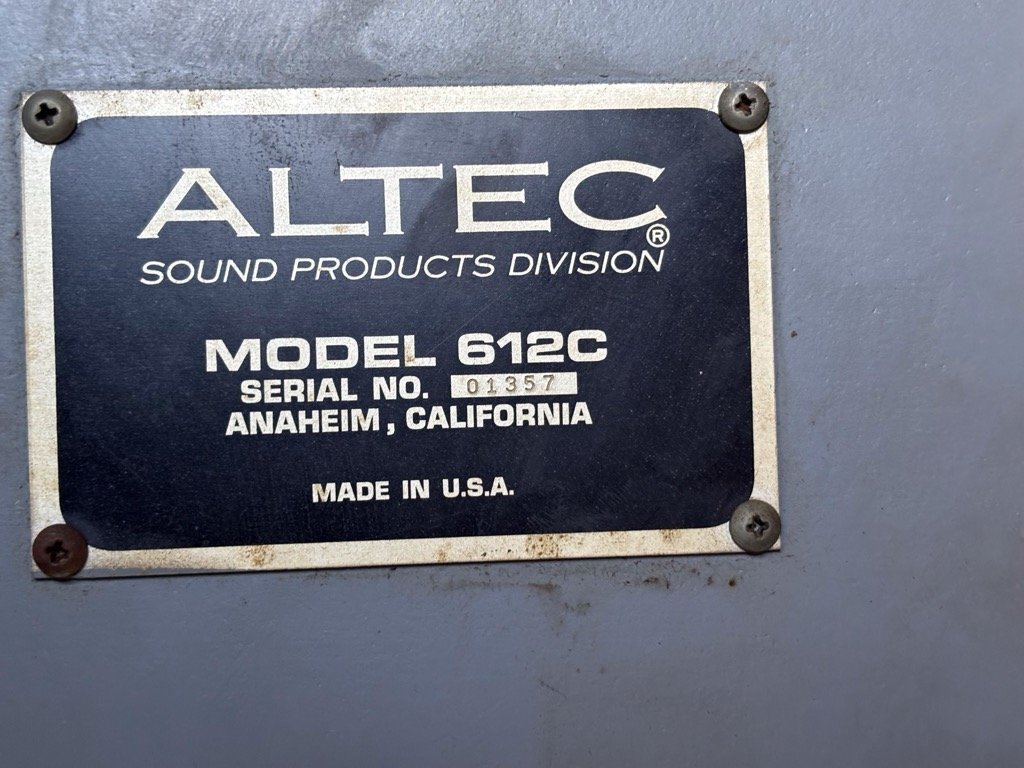 ALTEC®
SOUND PRODUCTS DIVISION
MODEL 612C
SERIAL NO. 01357
ANAHEIM, CALIFORNIA
MADE IN U.S.A.